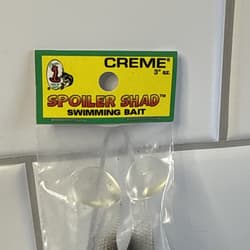 CREME®
3" sz.
SPOILER SHAD™
SWIMMING BAIT